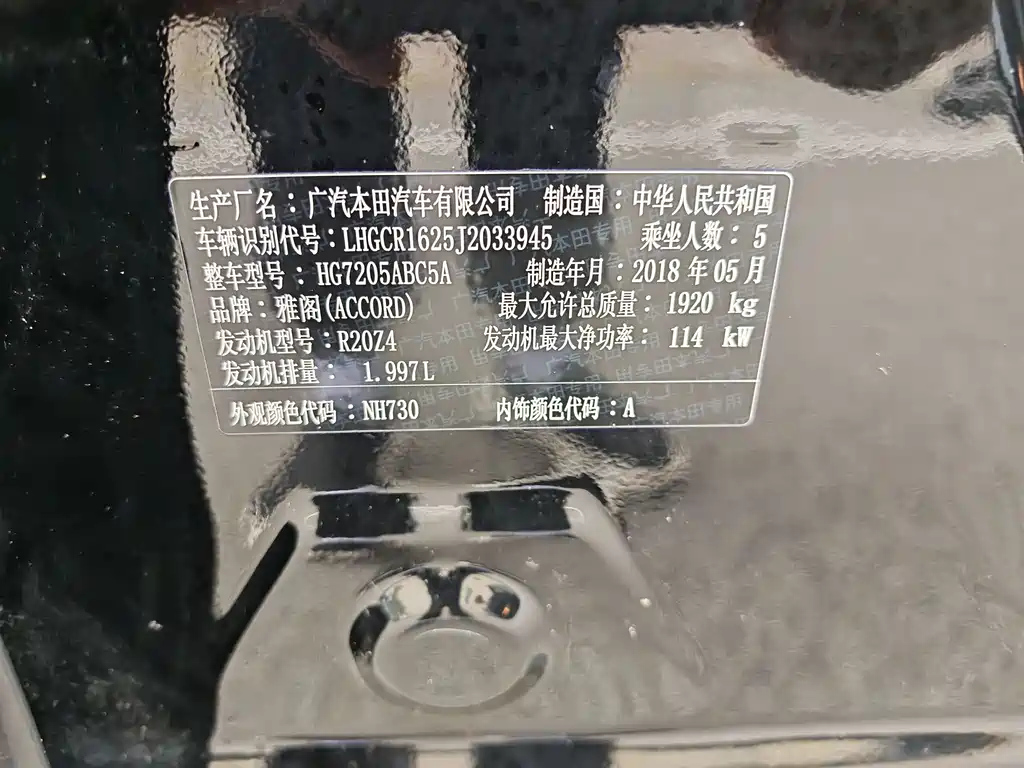 生产厂名：广汽本田汽车有限公司 制造国：中华人民共和国
车辆识别代号：LHGCR1625J2033945 乘坐人数：5
整车型号：HG7205ABC5A 制造年月：2018 年 05 月
品牌：雅阁(ACCORD) 最大允许总质量：1920 kg
发动机型号：R20Z4 发动机最大净功率：114 kW
发动机排量：1.997L
外观颜色代码：NH730 内饰颜色代码：A